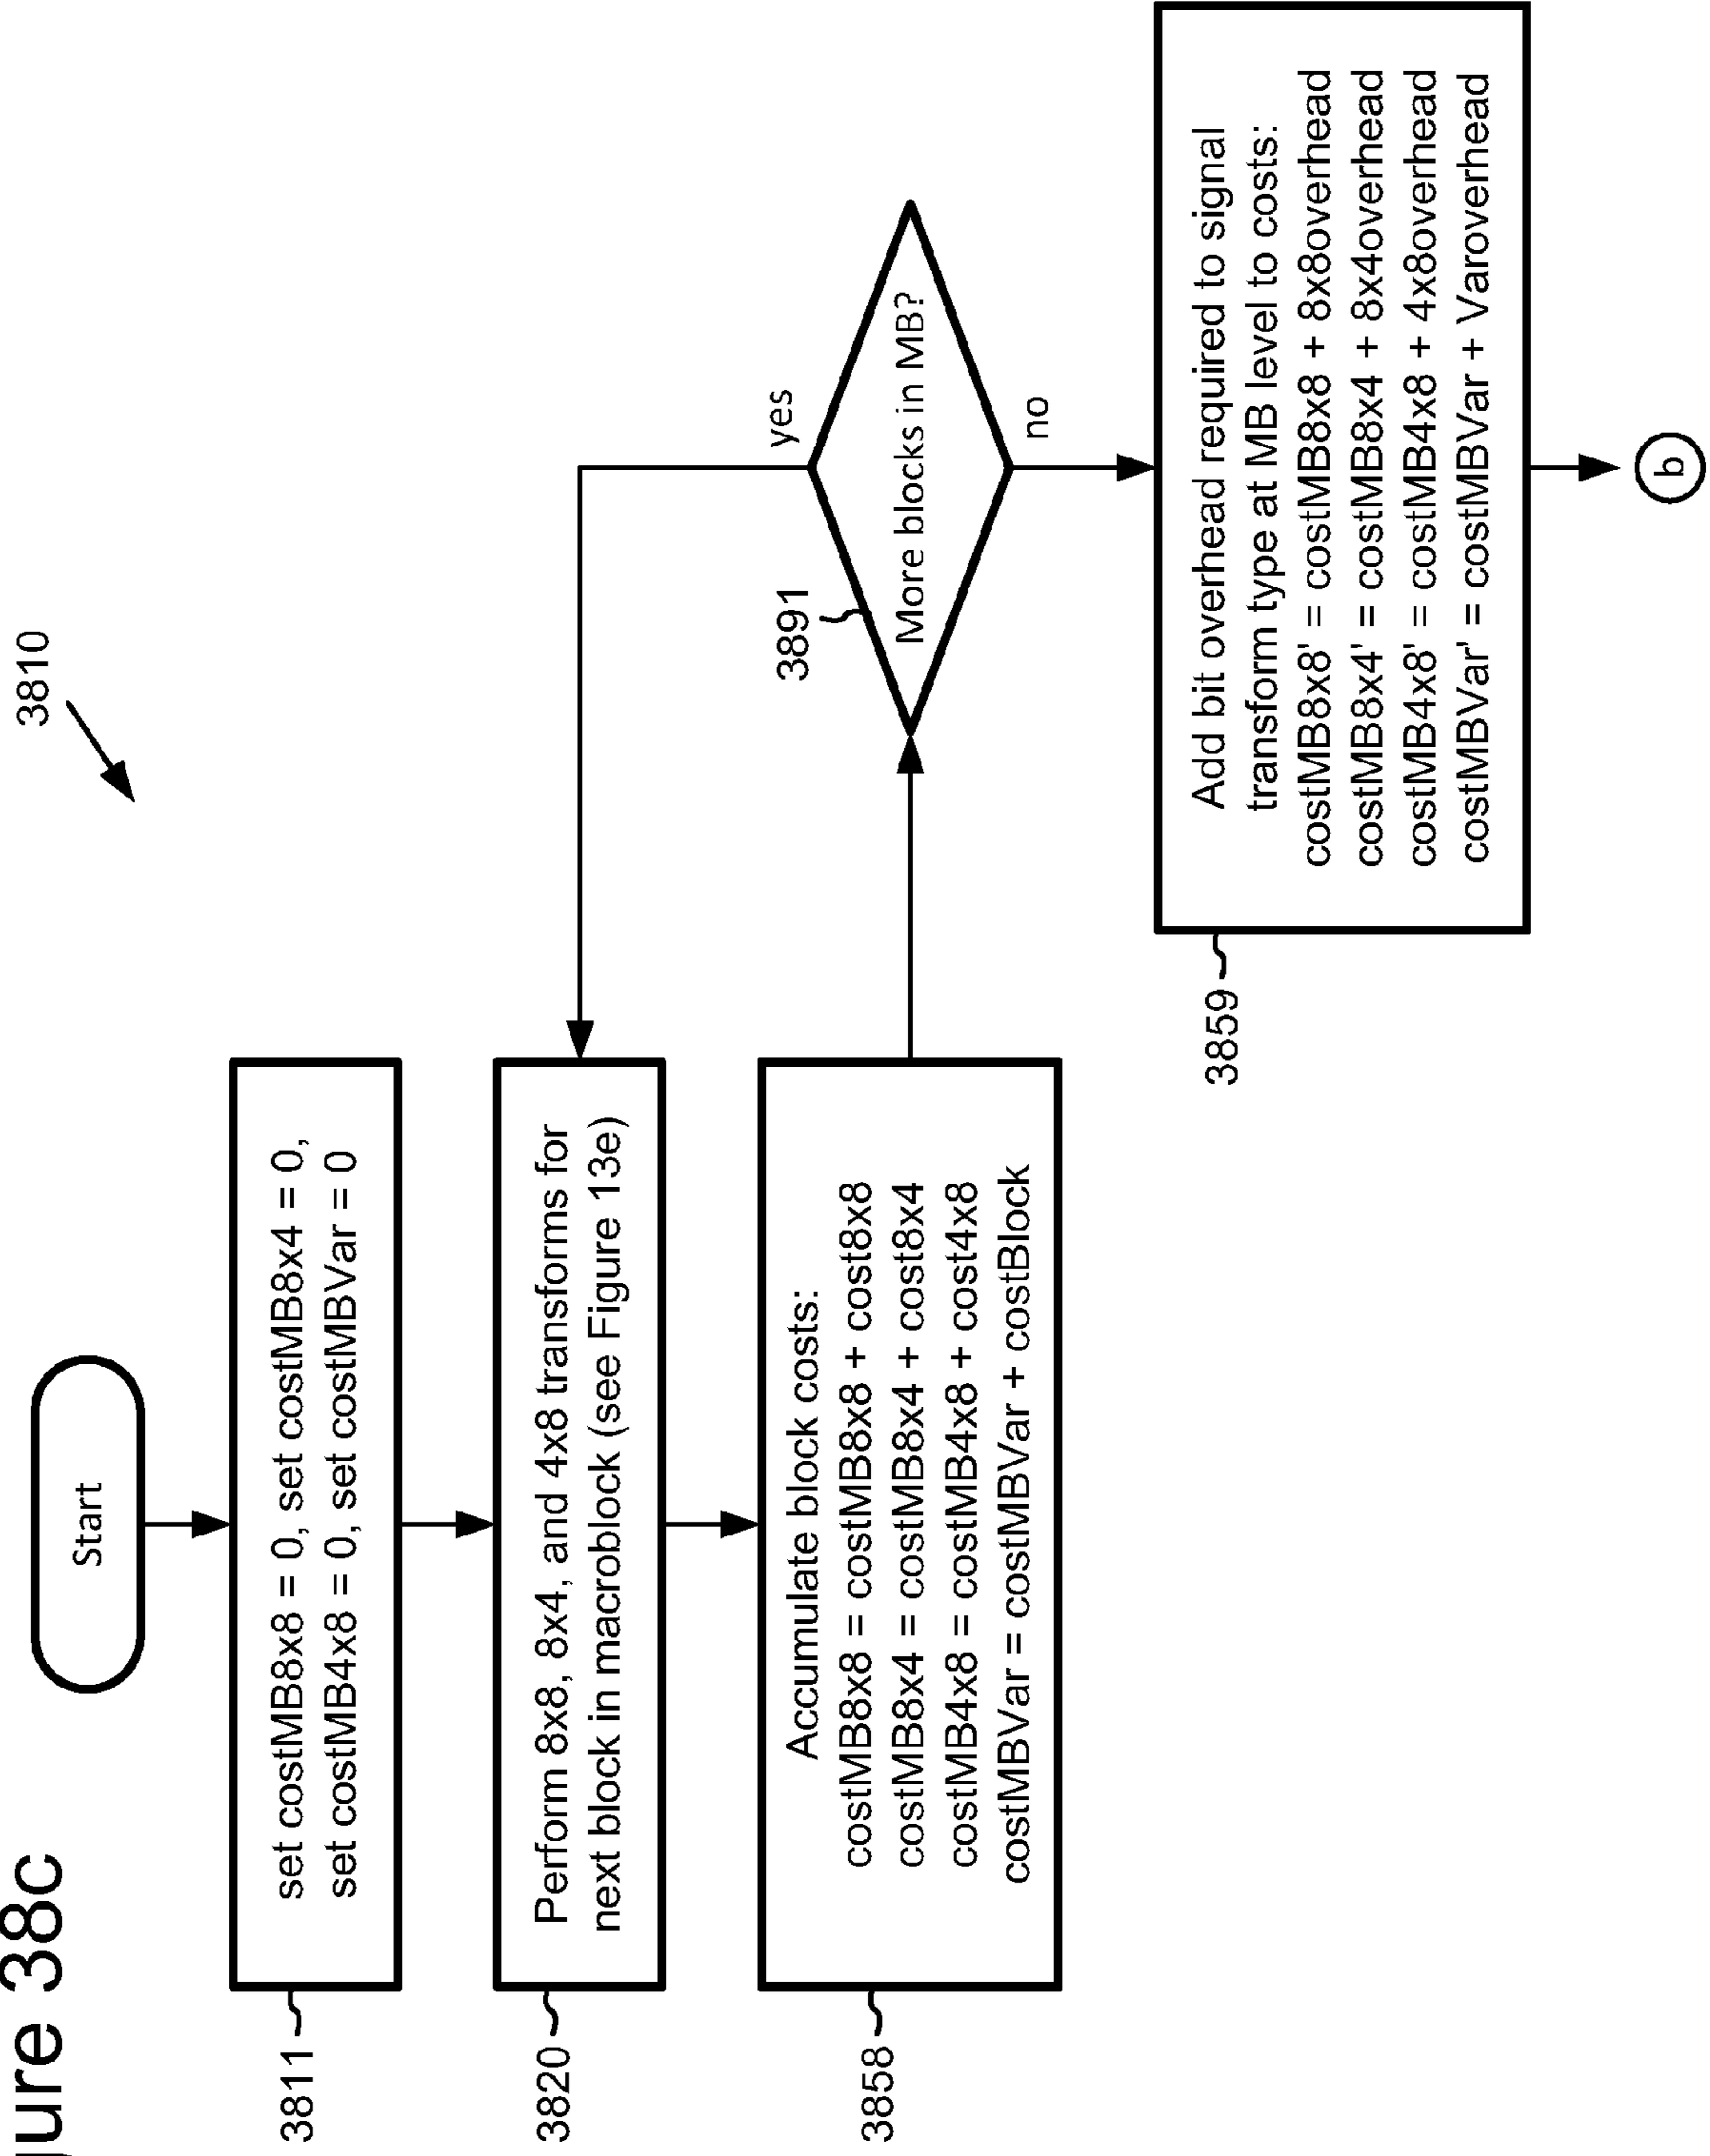 ure 38c
3810
Start
3811
set costMB8x8 = 0, set costMB8x4 = 0,
set costMB4x8 = 0, set costMBVar = 0
3820
Perform 8x8, 8x4, and 4x8 transforms for
next block in macroblock (see Figure 13e)
3858
Accumulate block costs:
costMB8x8 = costMB8x8 + cost8x8
costMB8x4 = costMB8x4 + cost8x4
costMB4x8 = costMB4x8 + cost4x8
costMBVar = costMBVar + costBlock
3891
More blocks in MB?
yes
no
3859
Add bit overhead required to signal
transform type at MB level to costs:
costMB8x8' = costMB8x8 + 8x8overhead
costMB8x4' = costMB8x4 + 8x4overhead
costMB4x8' = costMB4x8 + 4x8overhead
costMBVar' = costMBVar + Varoverhead
b